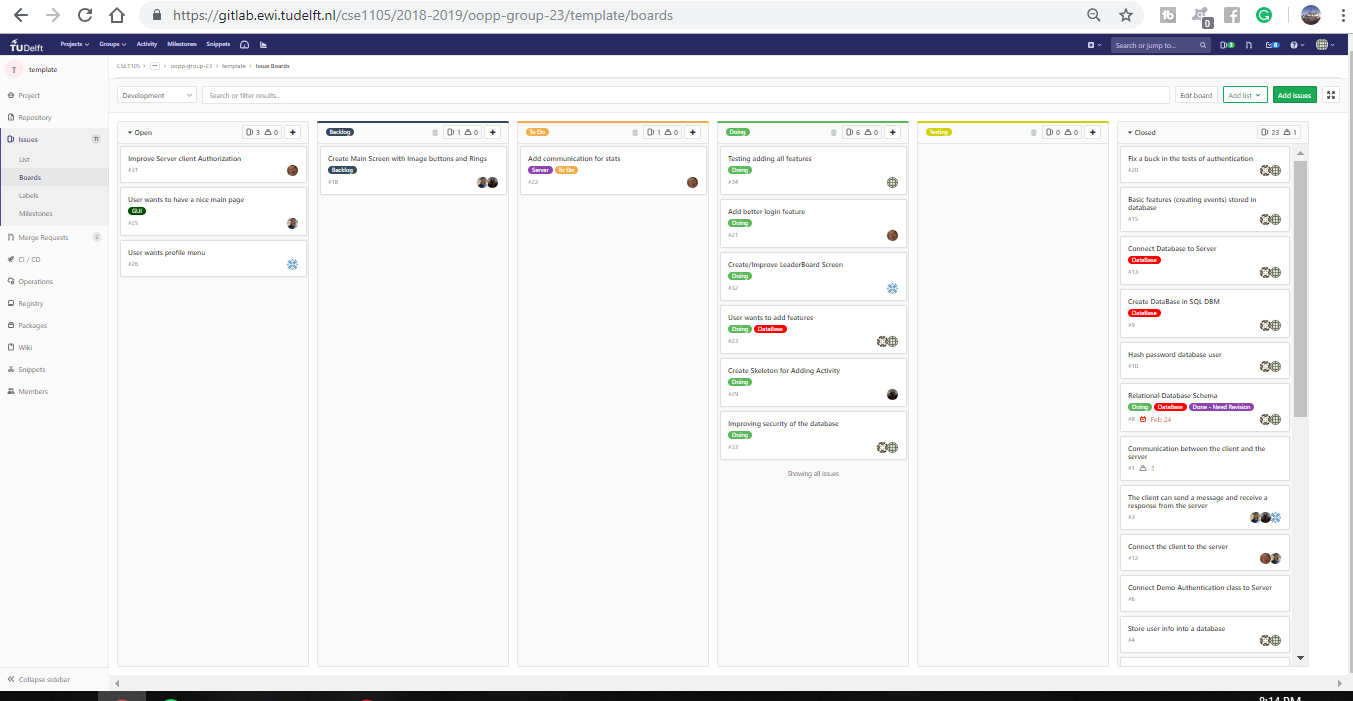 https://gitlab.ewi.tudelft.nl/cse1105/2018-2019/oopp-group-23/template/boards
0
TUDelft Projects Groups Activity Milestones Snippets Search or jump to...
T template
CSE1105 > ... > oopp-group-23 > template > Issue Boards
Development Search or filter results... Edit board Add list Add issues
Project
Repository
Issues 11
List
Boards
Labels
Milestones
Merge Requests 2
CI / CD
Operations
Registry
Packages
Wiki
Snippets
Members
Collapse sidebar
Open 3 0
Improve Server client Authorization
#31
User wants to have a nice main page
GUI
#25
User wants profile menu
#26
Backlog 1 0
Create Main Screen with Image buttons and Rings
Backlog
#18
To Do 1 0
Add communication for stats
Server To Do
#22
Doing 6 0
Testing adding all features
Doing
#34
Add better login feature
Doing
#21
Create/Improve LeaderBoard Screen
Doing
#32
User wants to add features
Doing DataBase
#23
Create Skeleton for Adding Activity
Doing
#29
Improving security of the database
Doing
#33
Showing all issues
Testing 0 0
Closed 23 1
Fix a buck in the tests of authentication
#20
Basic features (creating events) stored in
database
#15
Connect Database to Server
DataBase
#13
Create DataBase in SQL DBM
DataBase
#9
Hash password database user
#10
Relational Database Schema
Doing DataBase Done - Need Revision
#8 Feb 24
Communication between the client and the
server
#1 1
The client can send a message and receive a
response from the server
#3
Connect the client to the server
#12
Connect Demo Authentication class to Server
#6
Store user info into a database
#4